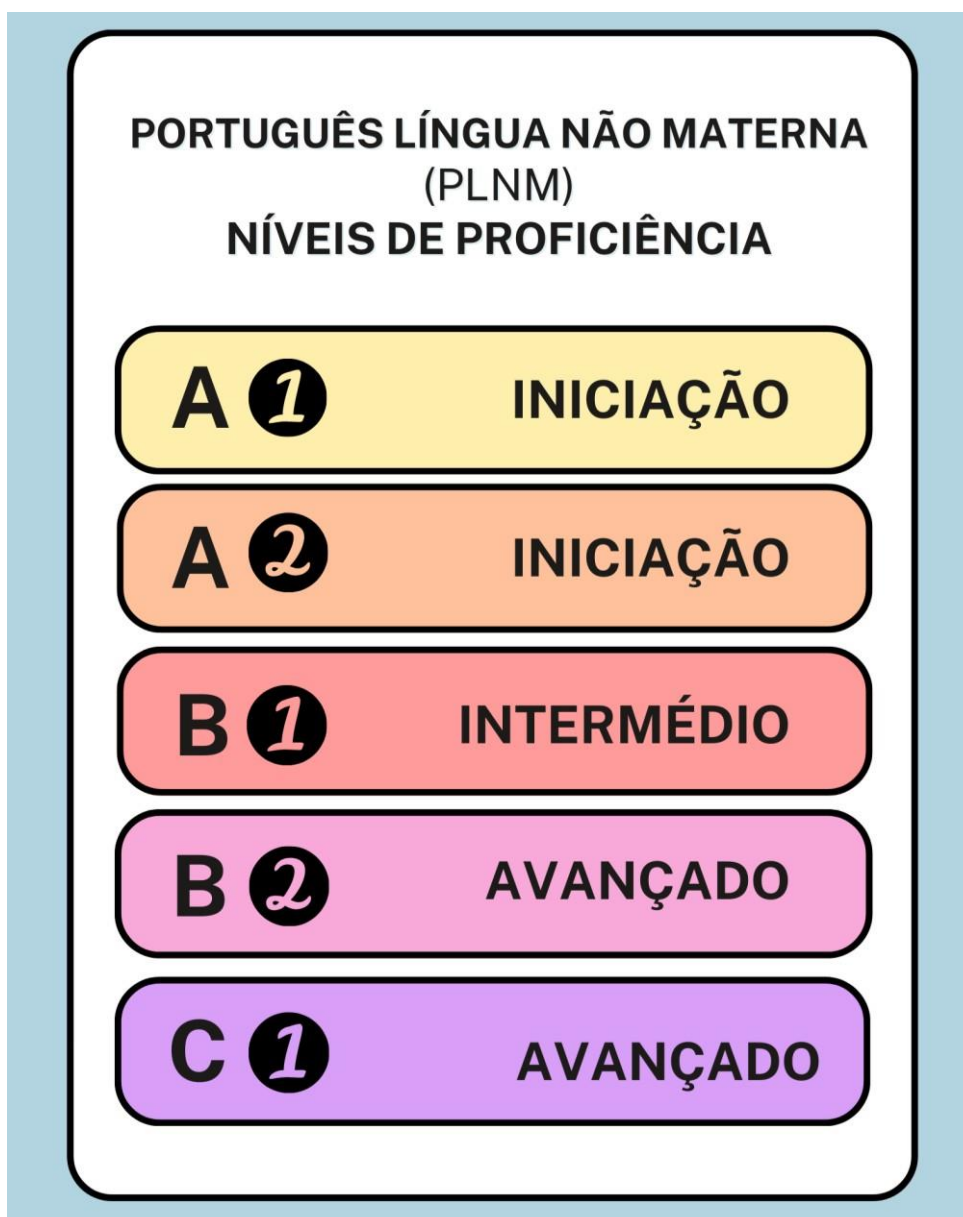 PORTUGUÊS LÍNGUA NÃO MATERNA
(PLNM)
NÍVEIS DE PROFICIÊNCIA
A 1 INICIAÇÃO
A 2 INICIAÇÃO
B 1 INTERMÉDIO
B 2 AVANÇADO
C 1 AVANÇADO